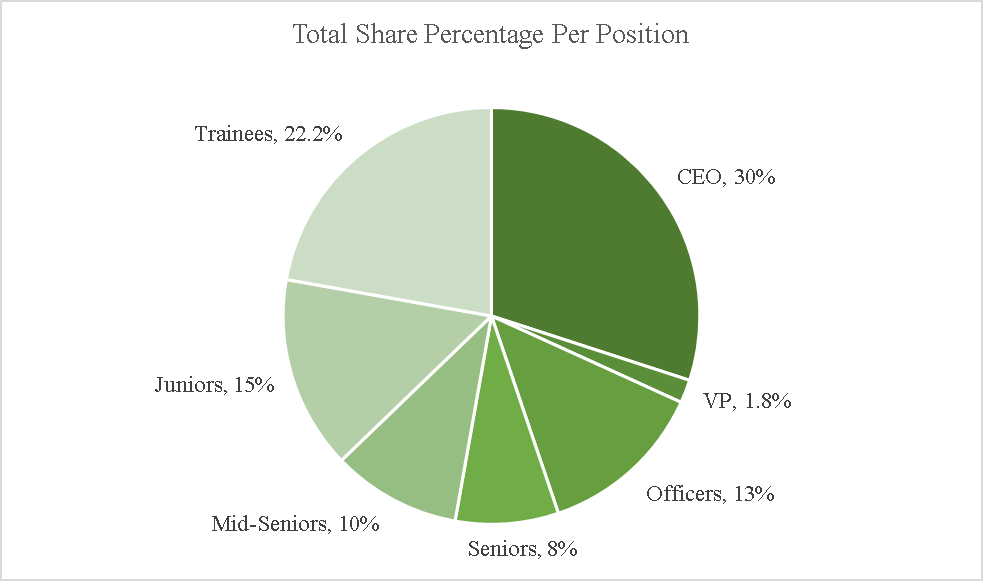 Total Share Percentage Per Position
CEO, 30%
VP, 1.8%
Officers, 13%
Seniors, 8%
Mid-Seniors, 10%
Juniors, 15%
Trainees, 22.2%